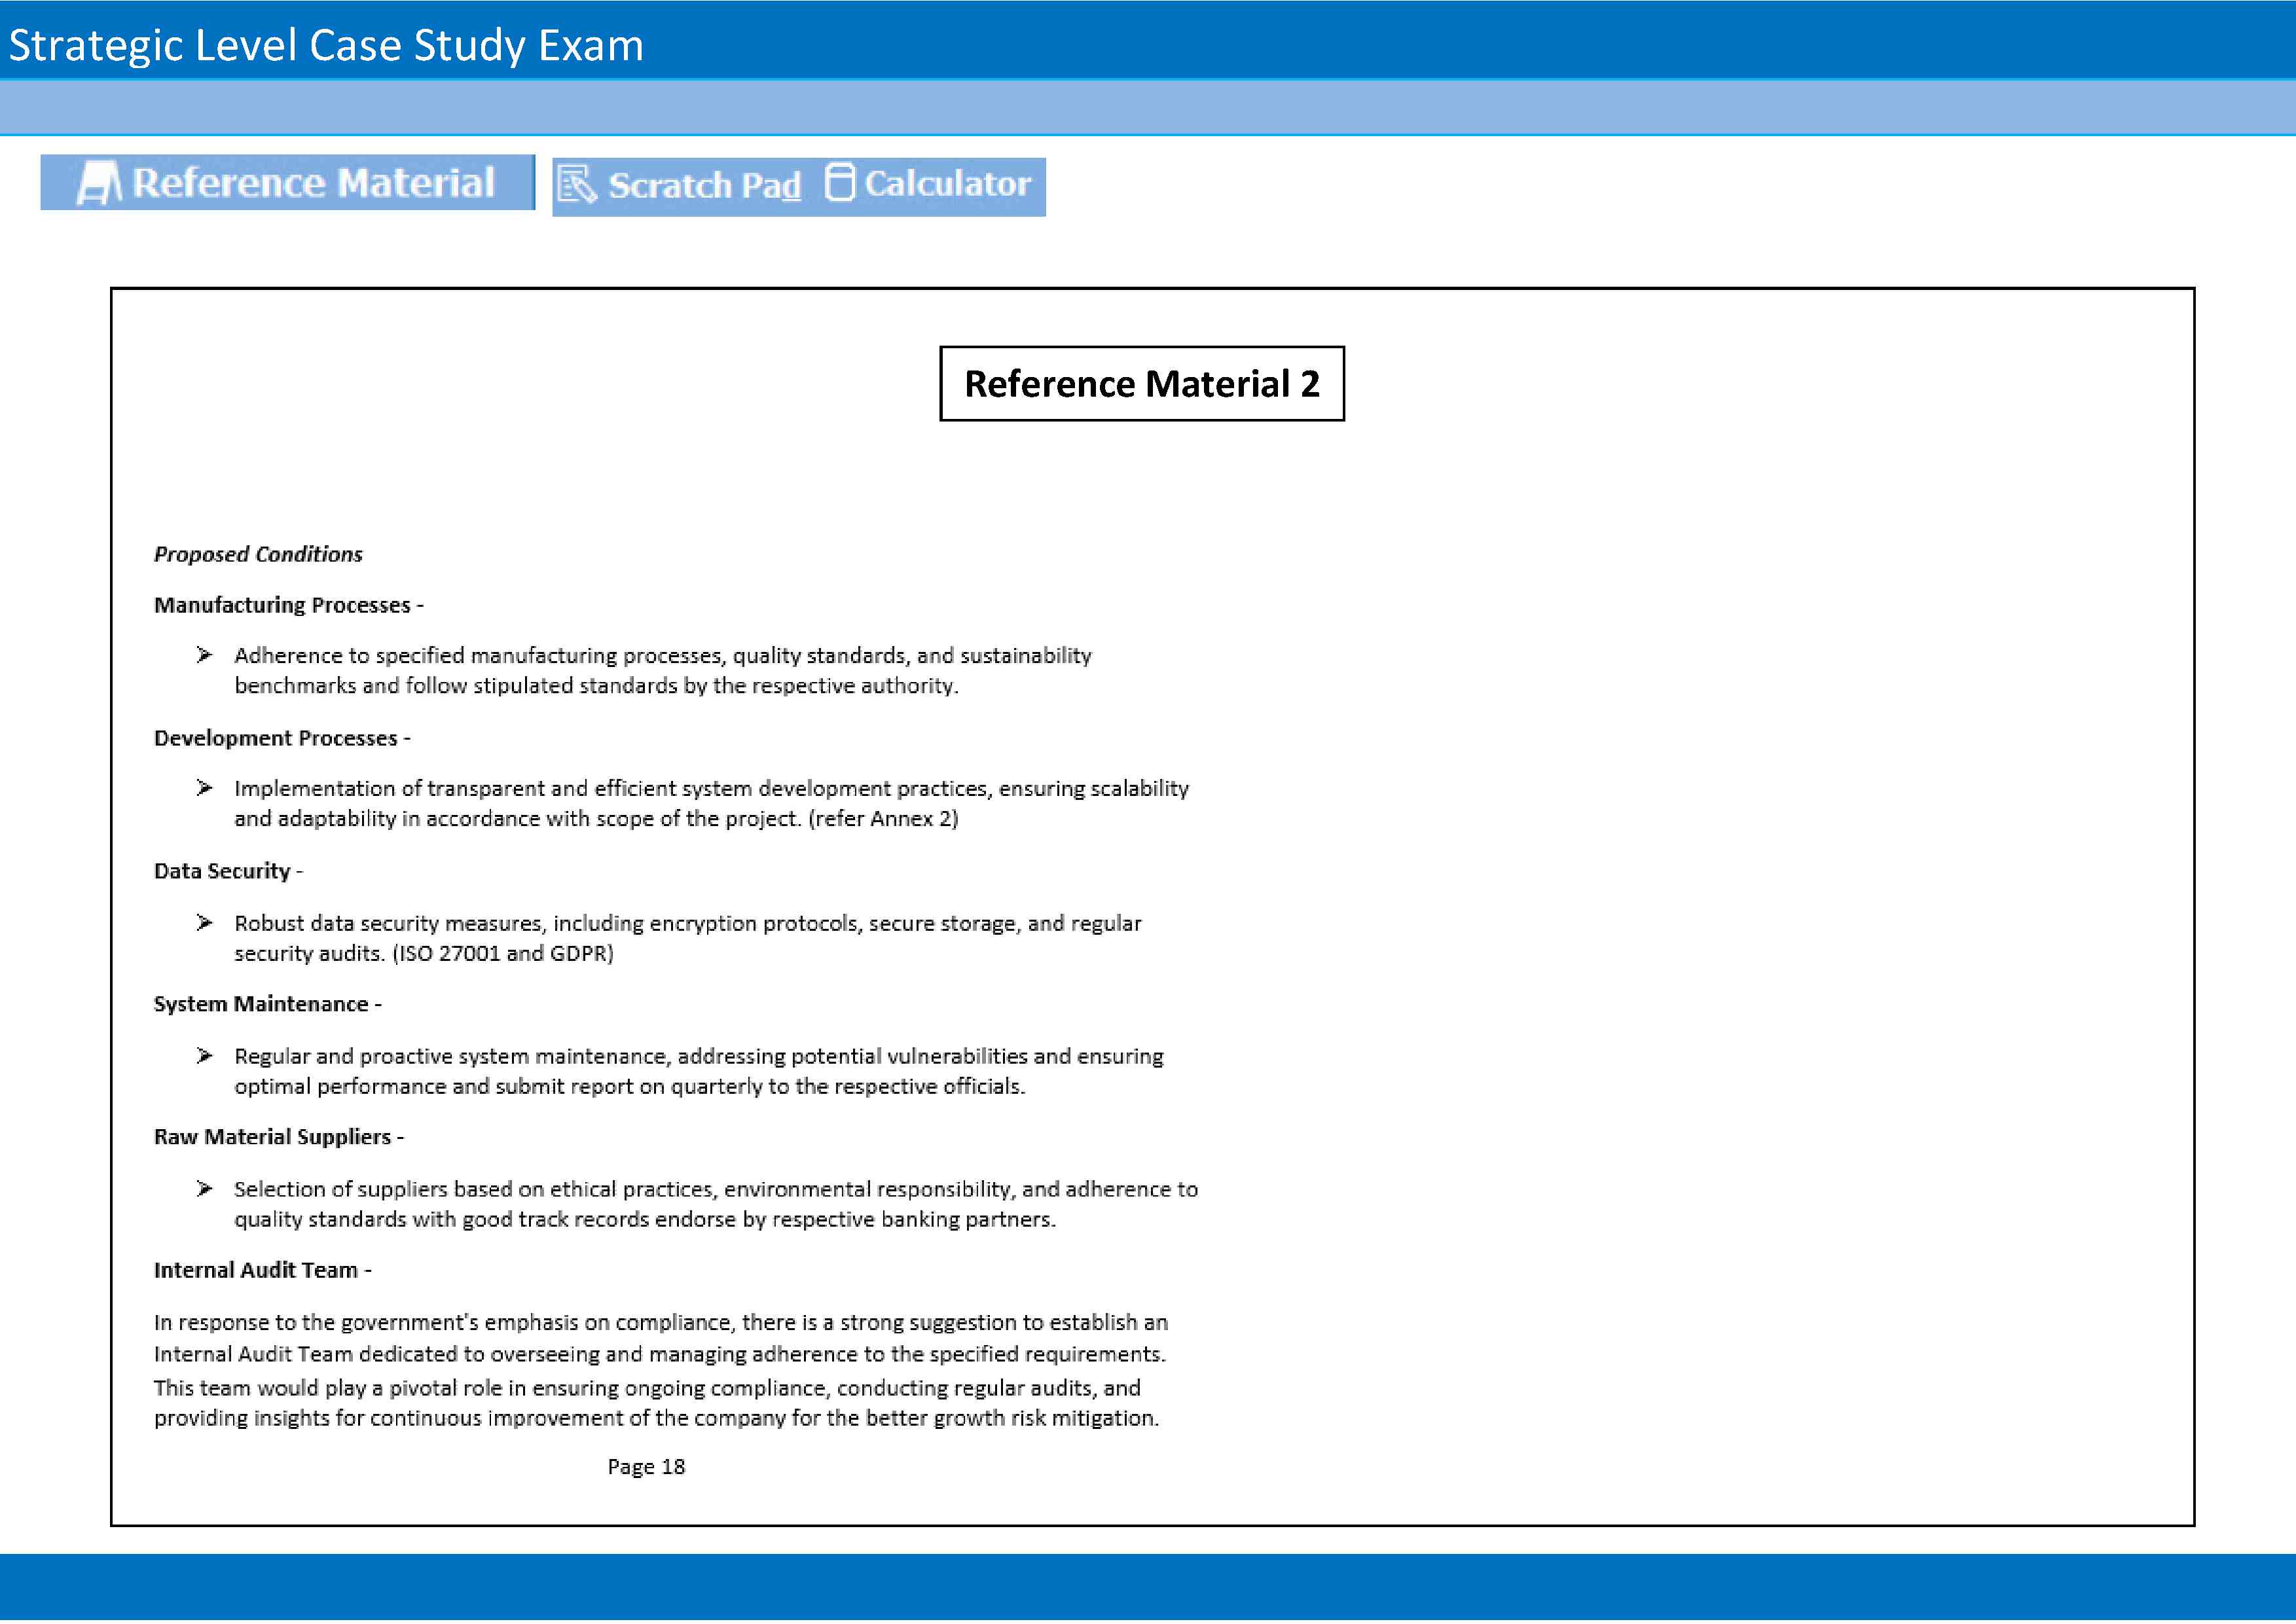 Strategic Level Case Study Exam
Reference Material
Scratch Pad
Calculator
Reference Material 2
Proposed Conditions
Manufacturing Processes -
➢ Adherence to specified manufacturing processes, quality standards, and sustainability
benchmarks and follow stipulated standards by the respective authority.
Development Processes -
➢ Implementation of transparent and efficient system development practices, ensuring scalability
and adaptability in accordance with scope of the project. (refer Annex 2)
Data Security -
➢ Robust data security measures, including encryption protocols, secure storage, and regular
security audits. (ISO 27001 and GDPR)
System Maintenance -
➢ Regular and proactive system maintenance, addressing potential vulnerabilities and ensuring
optimal performance and submit report on quarterly to the respective officials.
Raw Material Suppliers -
➢ Selection of suppliers based on ethical practices, environmental responsibility, and adherence to
quality standards with good track records endorse by respective banking partners.
Internal Audit Team -
In response to the government's emphasis on compliance, there is a strong suggestion to establish an
Internal Audit Team dedicated to overseeing and managing adherence to the specified requirements.
This team would play a pivotal role in ensuring ongoing compliance, conducting regular audits, and
providing insights for continuous improvement of the company for the better growth risk mitigation.
Page 18